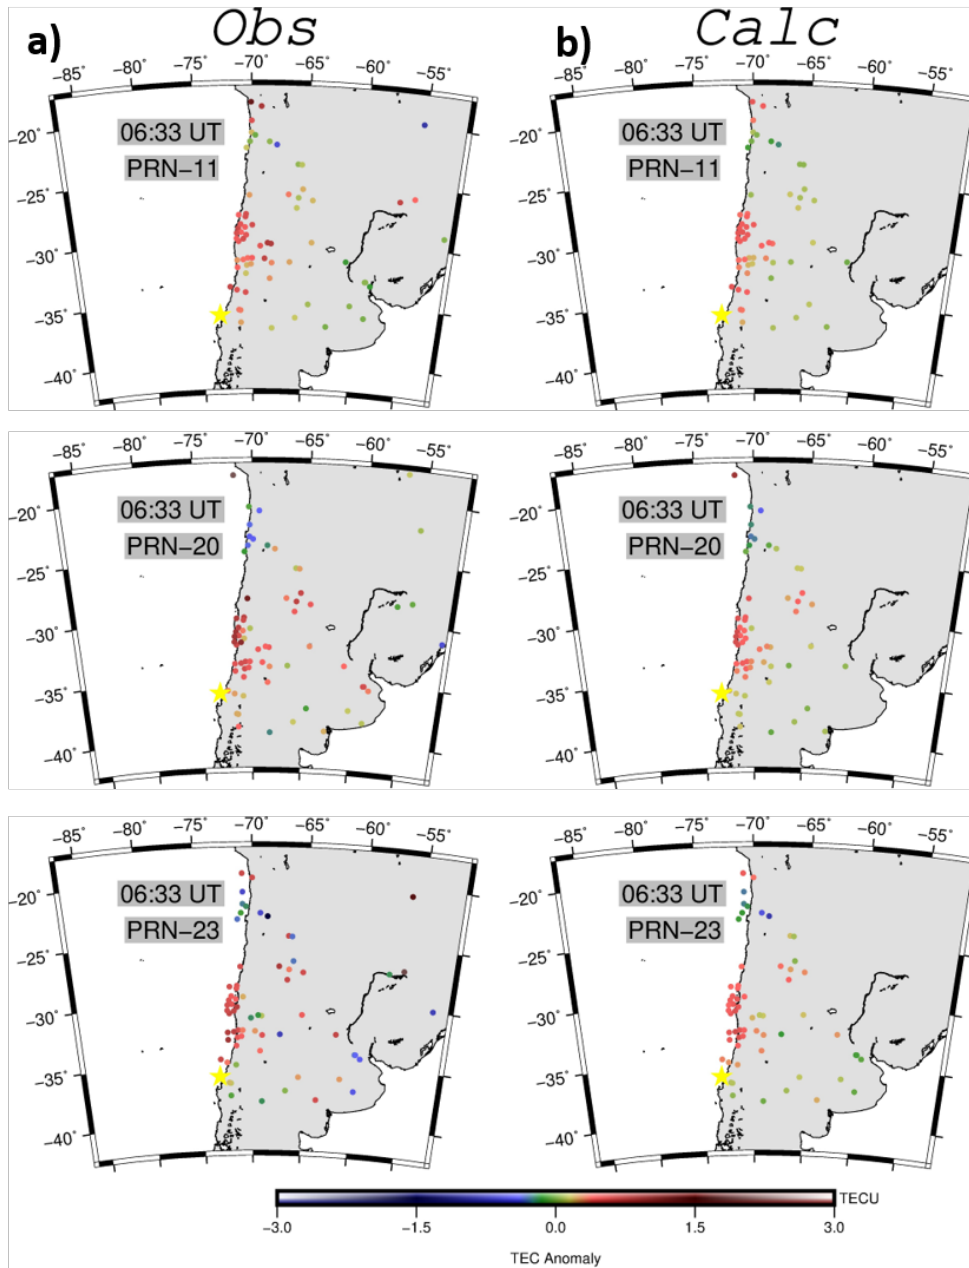 a) Obs b) Calc
−85° −80° −75° −70° −65° −60° −55° −85° −80° −75° −70° −65° −60° −55°
−20° 06:33 UT −20° 06:33 UT
PRN−11 PRN−11
−25° −25°
−30° −30°
−35° −35°
−40° −40°
−85° −80° −75° −70° −65° −60° −55° −85° −80° −75° −70° −65° −60° −55°
−20° 06:33 UT −20° 06:33 UT
PRN−20 PRN−20
−25° −25°
−30° −30°
−35° −35°
−40° −40°
−85° −80° −75° −70° −65° −60° −55° −85° −80° −75° −70° −65° −60° −55°
−20° 06:33 UT −20° 06:33 UT
PRN−23 PRN−23
−25° −25°
−30° −30°
−35° −35°
−40° −40°
TECU
−3.0 −1.5 0.0 1.5 3.0
TEC Anomaly